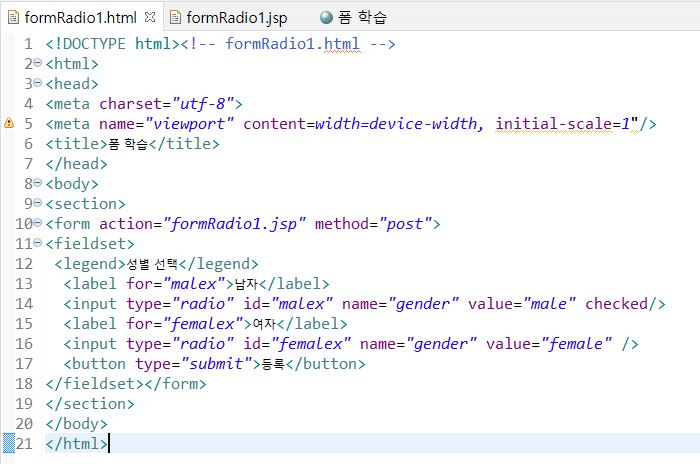 formRadio1.html formRadio1.jsp 폼 학습
1 <!DOCTYPE html><!-- formRadio1.html -->
2 <html>
3 <head>
4 <meta charset="utf-8">
5 <meta name="viewport" content=width=device-width, initial-scale=1"/>
6 <title>폼 학습</title>
7 </head>
8 <body>
9 <section>
10 <form action="formRadio1.jsp" method="post">
11 <fieldset>
12 <legend>성별 선택</legend>
13 <label for="malex">남자</label>
14 <input type="radio" id="malex" name="gender" value="male" checked/>
15 <label for="femalex">여자</label>
16 <input type="radio" id="femalex" name="gender" value="female" />
17 <button type="submit">등록</button>
18 </fieldset></form>
19 </section>
20 </body>
21 </html>